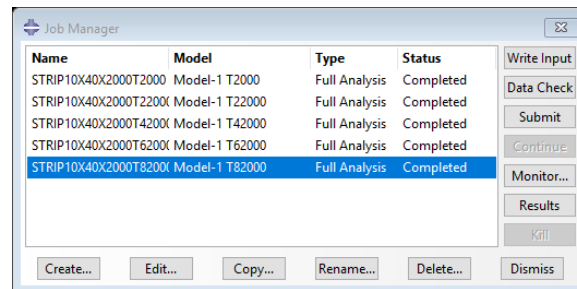 Job Manager
Name Model Type Status
STRIP10X40X2000T2000 Model-1 T2000 Full Analysis Completed
STRIP10X40X2000T2200( Model-1 T22000 Full Analysis Completed
STRIP10X40X2000T4200( Model-1 T42000 Full Analysis Completed
STRIP10X40X2000T6200( Model-1 T62000 Full Analysis Completed
STRIP10X40X2000T8200( Model-1 T82000 Full Analysis Completed
Write Input
Data Check
Submit
Continue
Monitor...
Results
Kill
Create... Edit... Copy... Rename... Delete... Dismiss